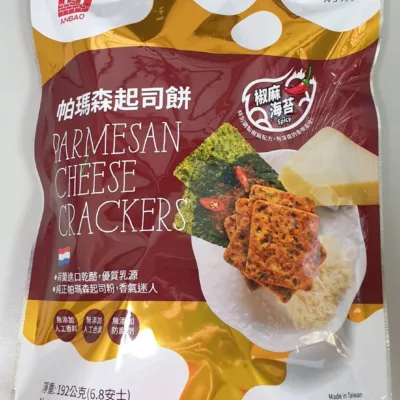 ANBAO
帕瑪森起司餅
PARMESAN
CHEESE
CRACKERS
椒麻
海苔
Spicy
荷蘭進口乾酪,優質乳源
純正帕瑪森起司粉,香氣迷人
無添加
人工香料
無添加
人工色素
無添加
防腐劑
淨重:192公克(6.8安士)
Made in Taiwan